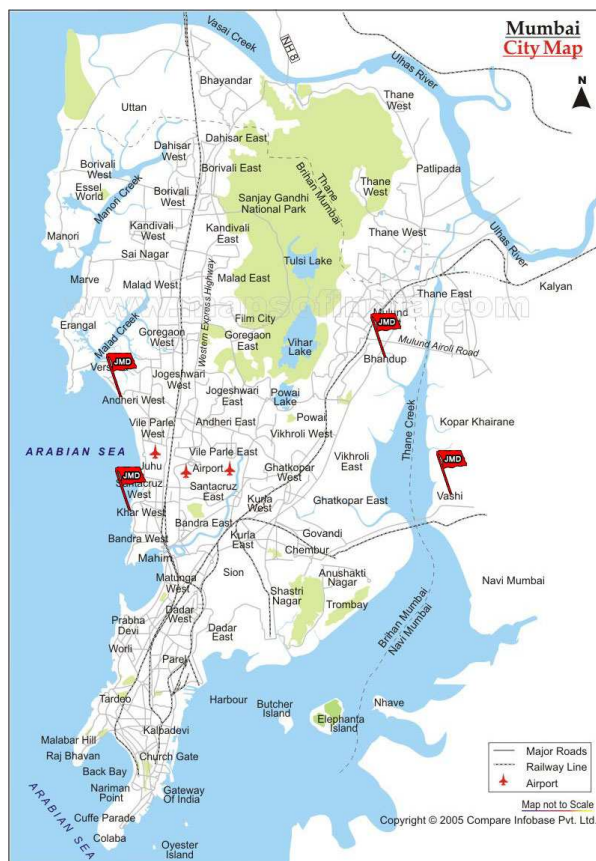 Mumbai
City Map
N
Vasai Creek
NH 8
Ulhas River
Bhayandar
Thane
West
Uttan
Dahisar East
Dahisar
West
Thane
Brihan Mumbai
Patlipada
Borivali
West
Borivali East
Essel
World
Manori Creek
Borivali
West
Sanjay Gandhi
National Park
Thane
West
Manori
Kandivali
West
Kandivali
East
Thane West
Ulhas River
Sai Nagar
Tulsi Lake
Marve
Malad West
Western Express Highway
Malad East
Thane East
Kalyan
www.mapsofindia.com
Erangal
Malad Creek
Film City
Mulund
JMD
Goregaon
West
Goregaon
East
Vihar
Lake
Mulund Airoli Road
Bhandup
JMD
Jogeshwari
West
Andheri West
Jogeshwari
East
Powai
Lake
Thane Creek
Vile Parle
West
Andheri East
Powai
Kopar Khairane
Vikhroli West
ARABIAN SEA
Vile Parle East
Vikhroli
East
JMD
Juhu
Airport
Ghatkopar
West
JMD
Santacruz
West
Santacruz
East
Vashi
Khar West
Kurla
West
Ghatkopar East
Bandra East
Bandra West
Kurla
East
Govandi
Chembur
Mahim
Matunga
West
Sion
Anushakti
Nagar
Navi Mumbai
Shastri
Nagar
Trombay
Dadar
West
Prabha
Devi
Dadar
East
Brihan Mumbai
Navi Mumbai
Worli
Parel
Tardeo
Harbour
Butcher
Island
Nhave
Elephanta
Island
Kalbadevi
Malabar Hill
Raj Bhavan
Church Gate
Back Bay
Nariman
Point
Gateway
Of India
ARABIAN SEA
Cuffe Parade
Colaba
Oyester
Island
Major Roads
Railway Line
Airport
Map not to Scale
Copyright © 2005 Compare Infobase Pvt. Ltd.